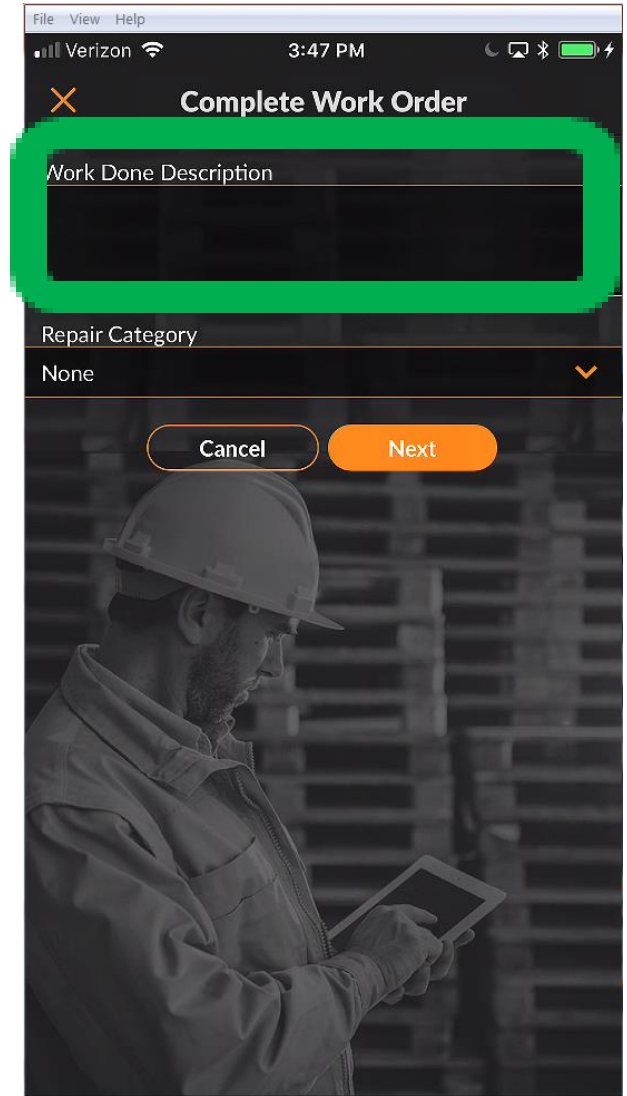 File View Help
Verizon 3:47 PM
Complete Work Order
Work Done Description
Repair Category
None
Cancel Next